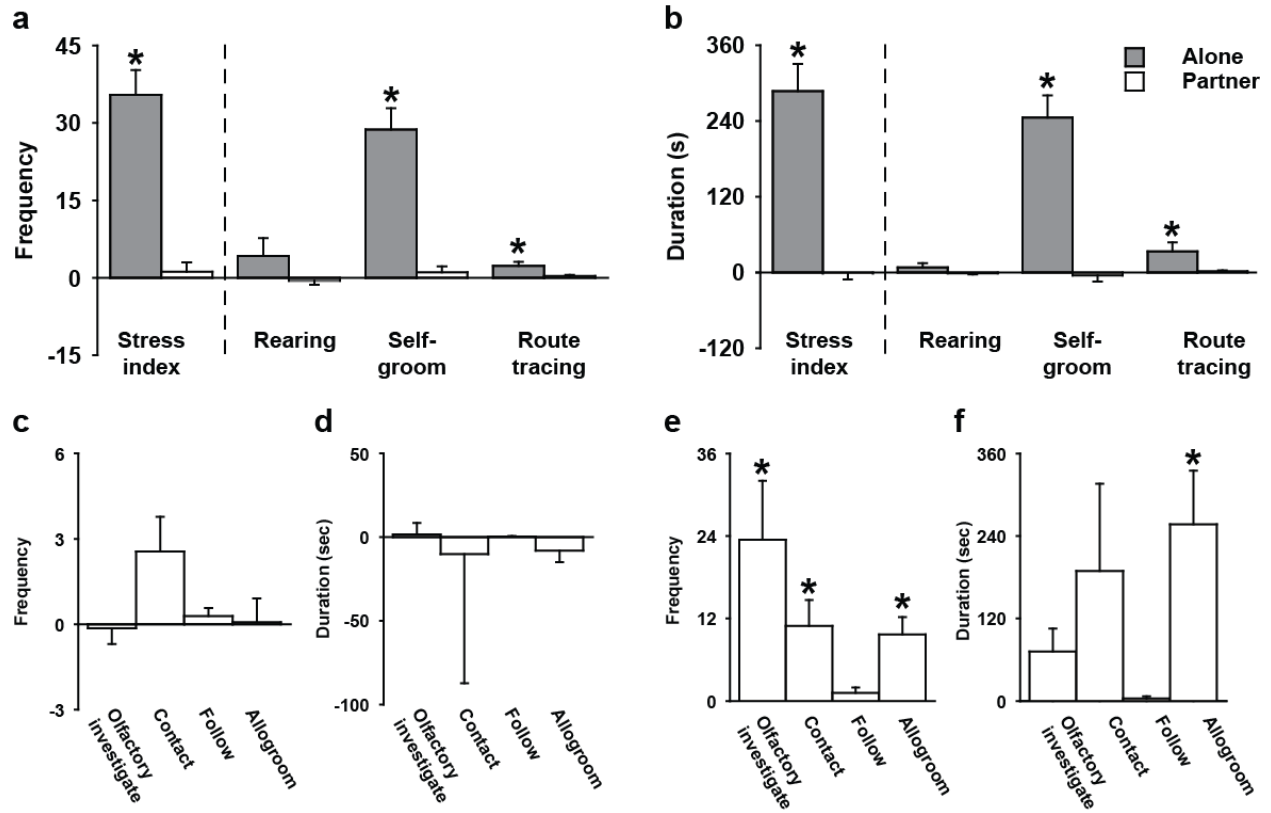 a
45
30
15
0
-15
Frequency
*
*
*
Stress
index
Rearing
Self-
groom
Route
tracing
b
360
240
120
0
-120
Duration (s)
*
*
*
Alone
Partner
Stress
index
Rearing
Self-
groom
Route
tracing
c
6
3
0
-3
Frequency
Olfactory
investigate
Contact
Follow
Allogroom
d
50
0
-50
-100
Duration (sec)
Olfactory
investigate
Contact
Follow
Allogroom
e
36
24
12
0
Frequency
*
*
*
Olfactory
investigate
Contact
Follow
Allogroom
f
360
240
120
0
Duration (sec)
*
Olfactory
investigate
Contact
Follow
Allogroom